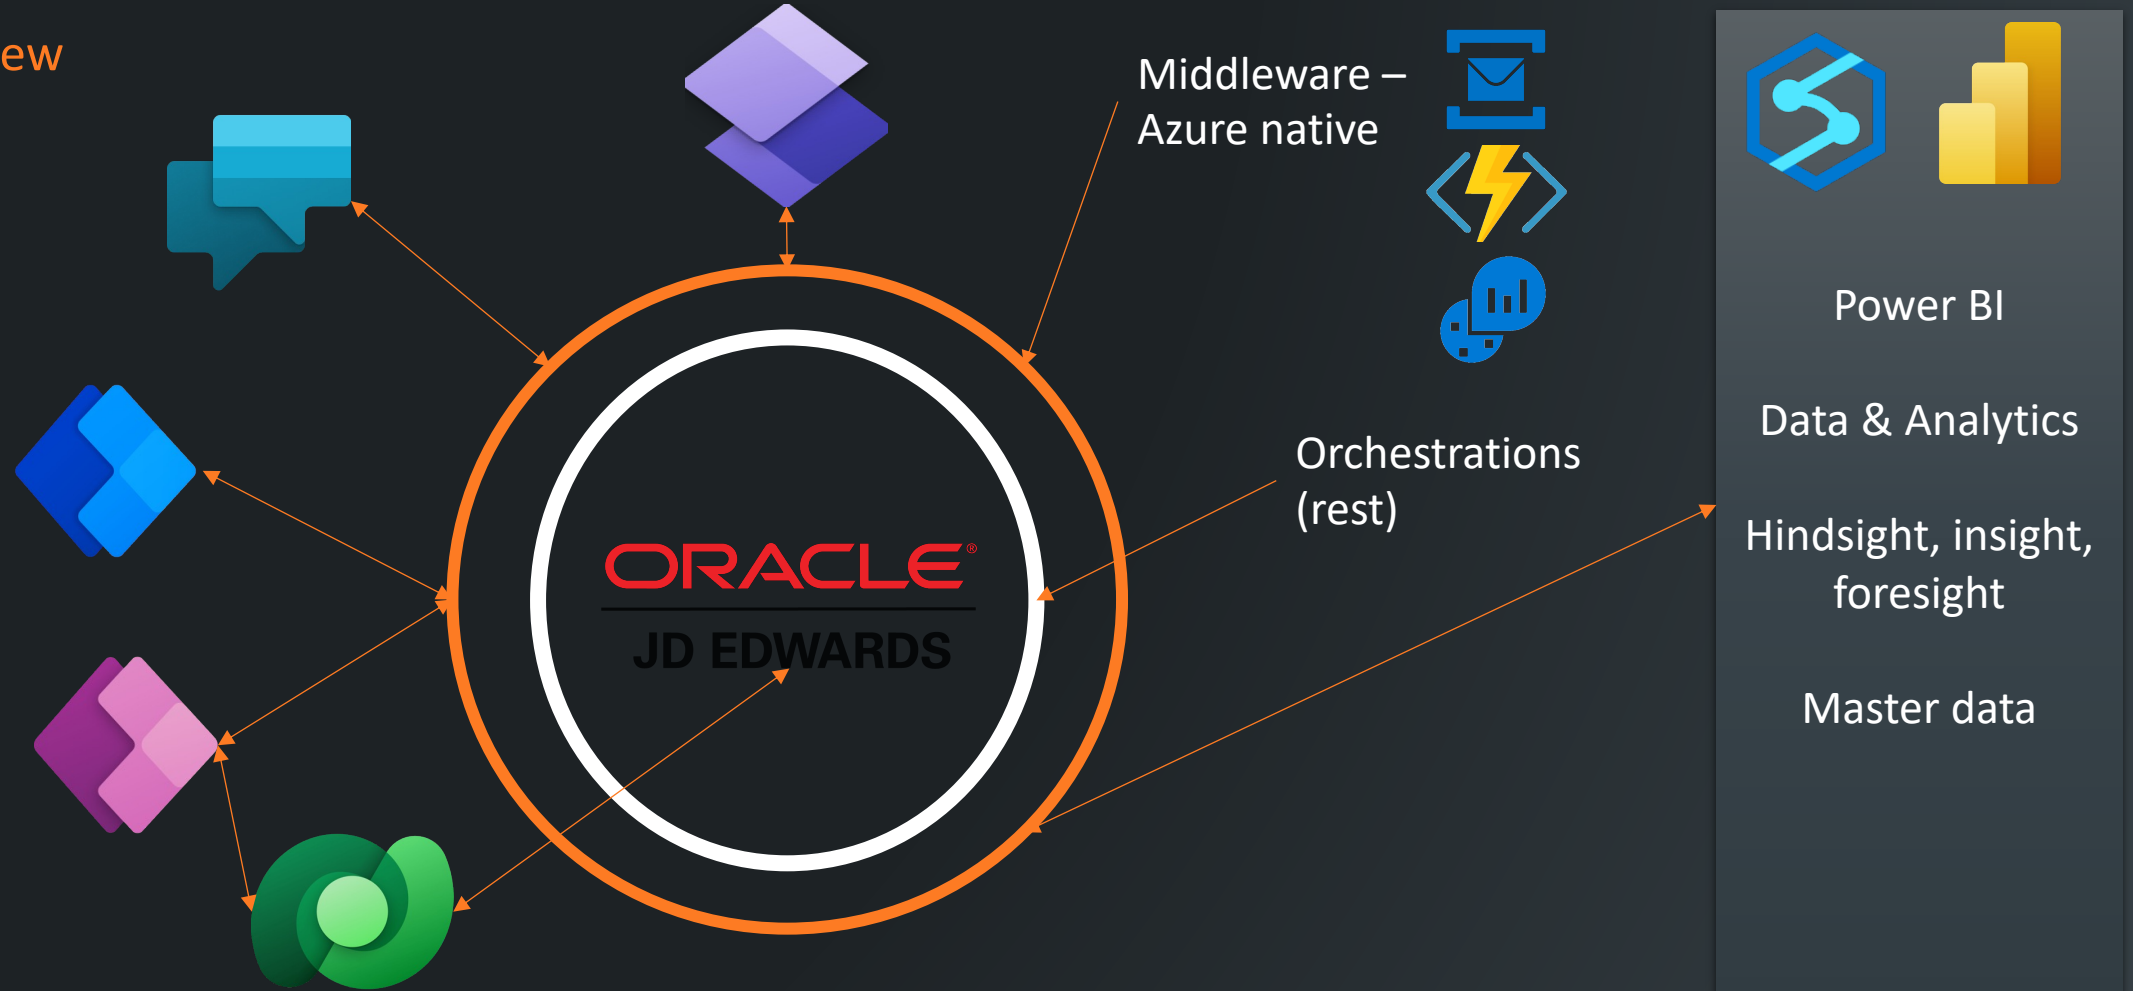 ew
Middleware –
Azure native
Orchestrations
(rest)
ORACLE®
JD EDWARDS
Power BI
Data & Analytics
Hindsight, insight,
foresight
Master data